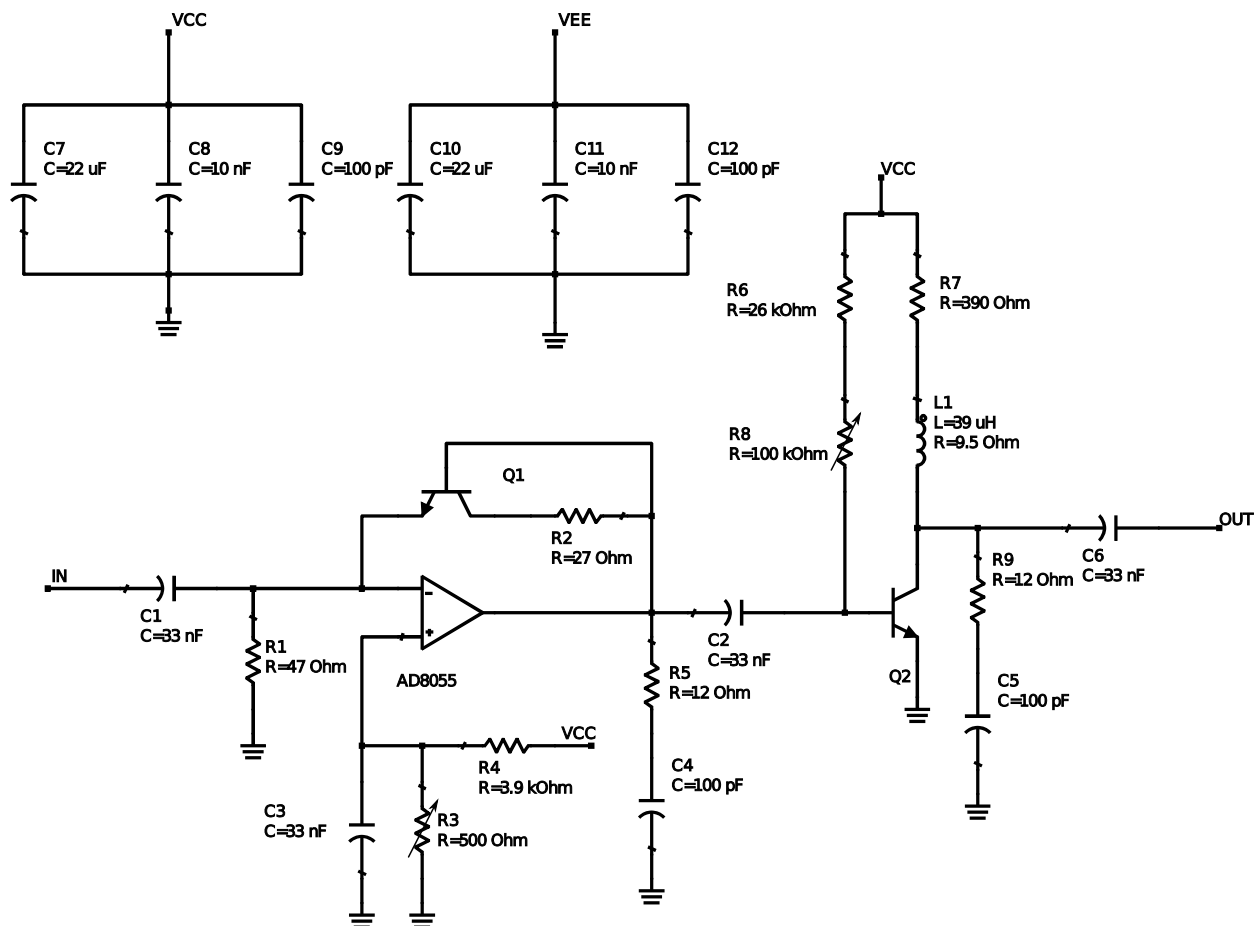 VCC
VEE
C7
C=22 uF
C8
C=10 nF
C9
C=100 pF
C10
C=22 uF
C11
C=10 nF
C12
C=100 pF
VCC
R6
R=26 kOhm
R7
R=390 Ohm
L1
L=39 uH
R=9.5 Ohm
R8
R=100 kOhm
Q1
R2
R=27 Ohm
OUT
C6
C=33 nF
R9
R=12 Ohm
IN
C1
C=33 nF
R1
R=47 Ohm
-
+
AD8055
C2
C=33 nF
R5
R=12 Ohm
Q2
C5
C=100 pF
VCC
R4
R=3.9 kOhm
C4
C=100 pF
C3
C=33 nF
R3
R=500 Ohm